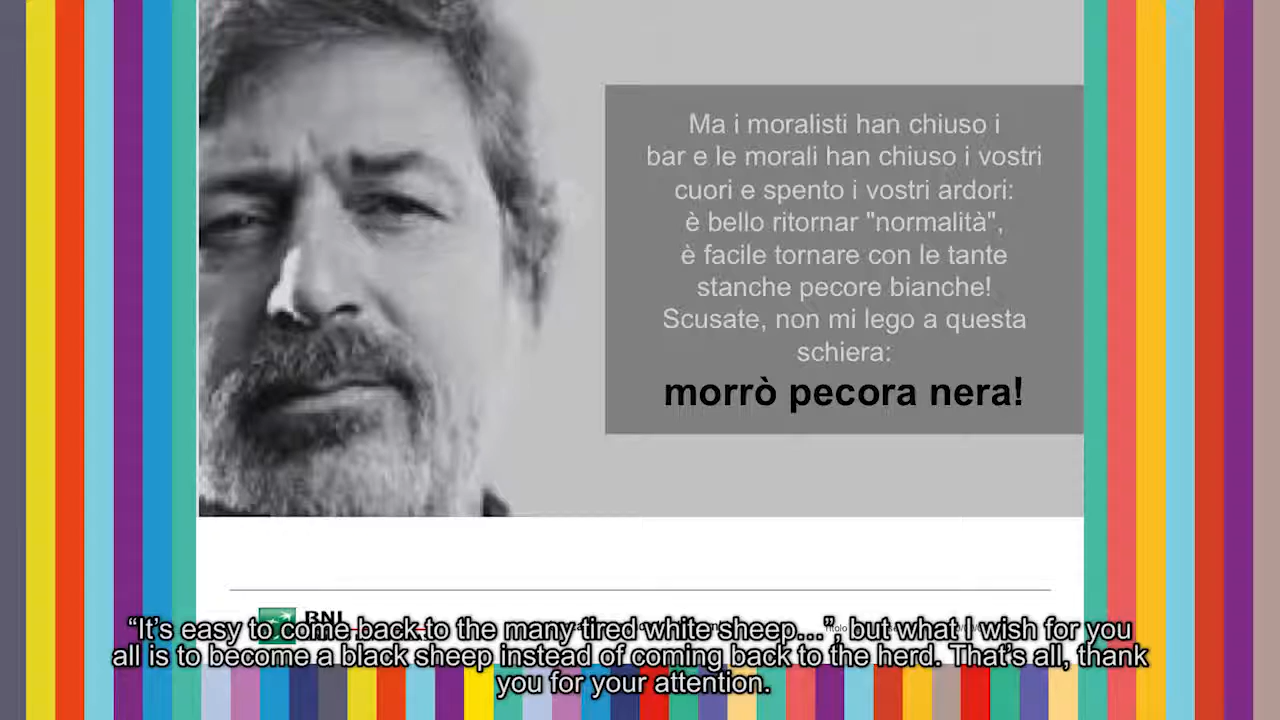 Ma i moralisti han chiuso i
bar e le morali han chiuso i vostri
cuori e spento i vostri ardori:
è bello ritornar "normalità",
è facile tornare con le tante
stanche pecore bianche!
Scusate, non mi lego a questa
schiera:
morrò pecora nera!
BNL
“It’s easy to come back to the many tired white sheep…”, but what I wish for you
all is to become a black sheep instead of coming back to the herd. That’s all, thank
you for your attention.